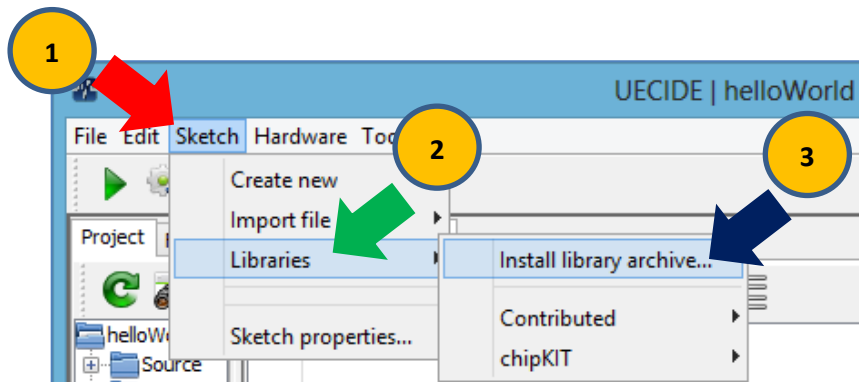 1
UECIDE | helloWorld
File Edit Sketch Hardware
2
3
Create new
Import file
Project
Libraries
Install library archive...
Contributed
Sketch properties...
Source
chipKIT